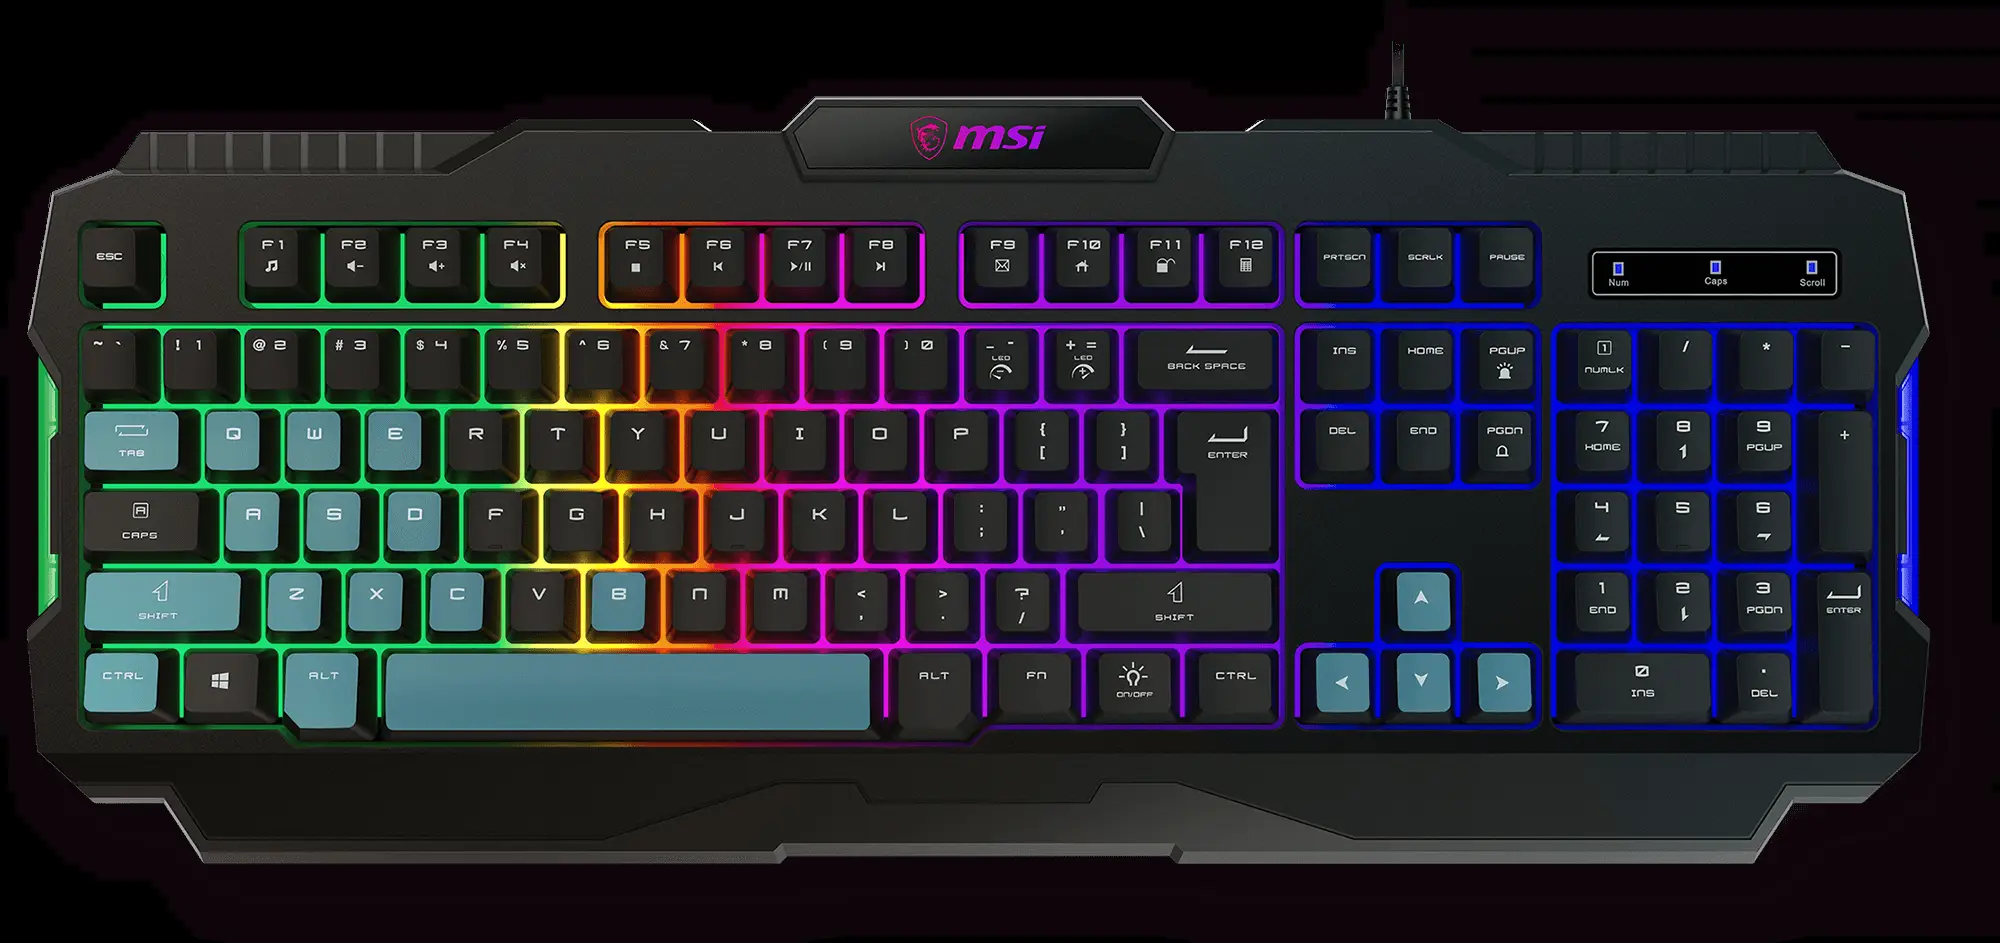 msi
ESC F1 F2 F3 F4 F5 F6 F7 F8 F9 F10 F11 F12 PRTSCN SCRLK PAUSE
Num Caps Scroll
~ ` ! 1 @ 2 # 3 $ 4 % 5 ^ 6 & 7 * 8 ( 9 ) 0 _ - + = BACK SPACE INS HOME PGUP 1 NUMLK / * -
LED LED
TAB Q W E R T Y U I O P { [ } ] ENTER DEL END PGDN 7 HOME 8 9 PGUP +
A CAPS A S D F G H J K L : ; " , | \ 4 5 6
SHIFT Z X C V B N M < , > . ? / SHIFT 1 END 2 3 PGDN ENTER
CTRL ALT ALT FN ON/OFF CTRL 0 INS . DEL